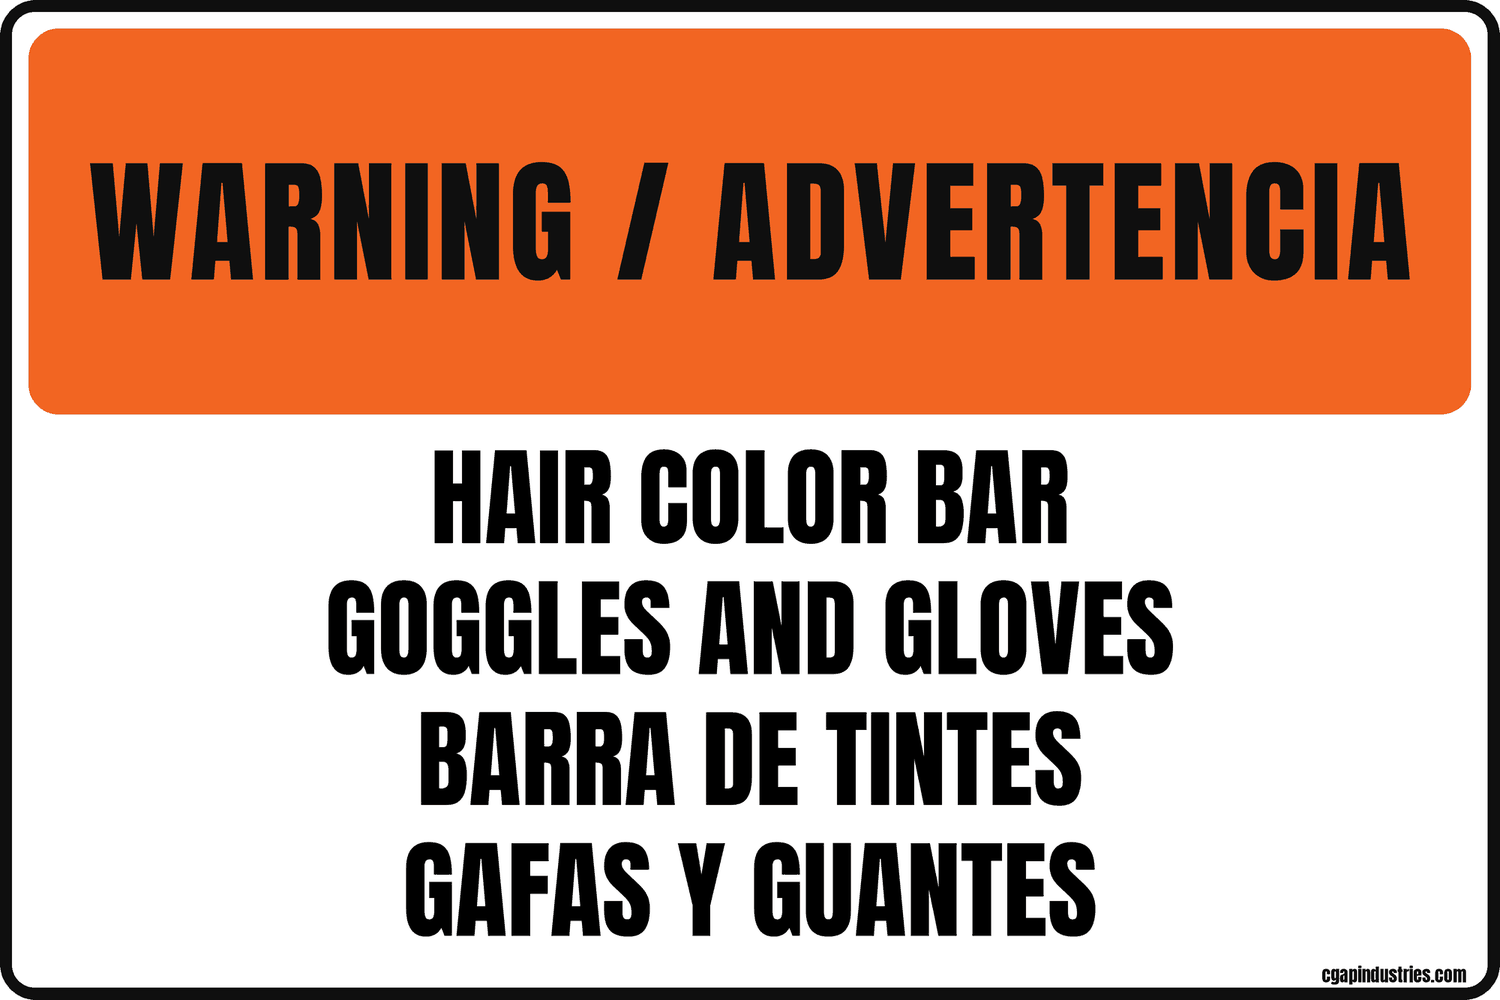 WARNING / ADVERTENCIA
HAIR COLOR BAR
GOGGLES AND GLOVES
BARRA DE TINTES
GAFAS Y GUANTES
cgapindustries.com